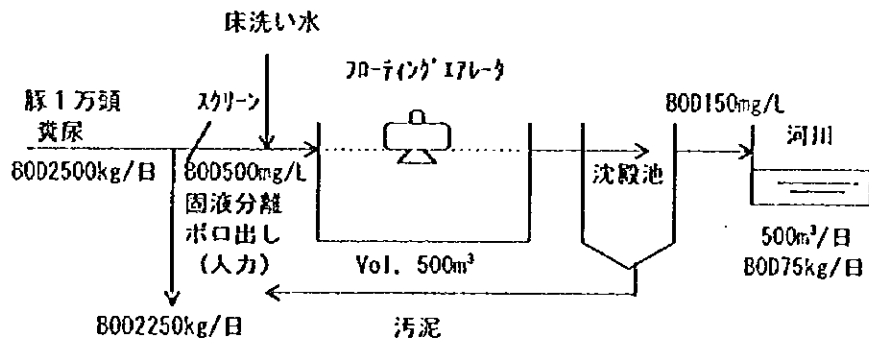 床洗い水
フローティングエアレータ
豚1万頭
糞尿
スクリーン
BOD150mg/L
河川
BOD2500kg/日
BOD500mg/L
固液分離
ボロ出し
(人力)
沈殿池
Vol. 500m³
500m³/日
BOD75kg/日
汚泥
BOD2250kg/日